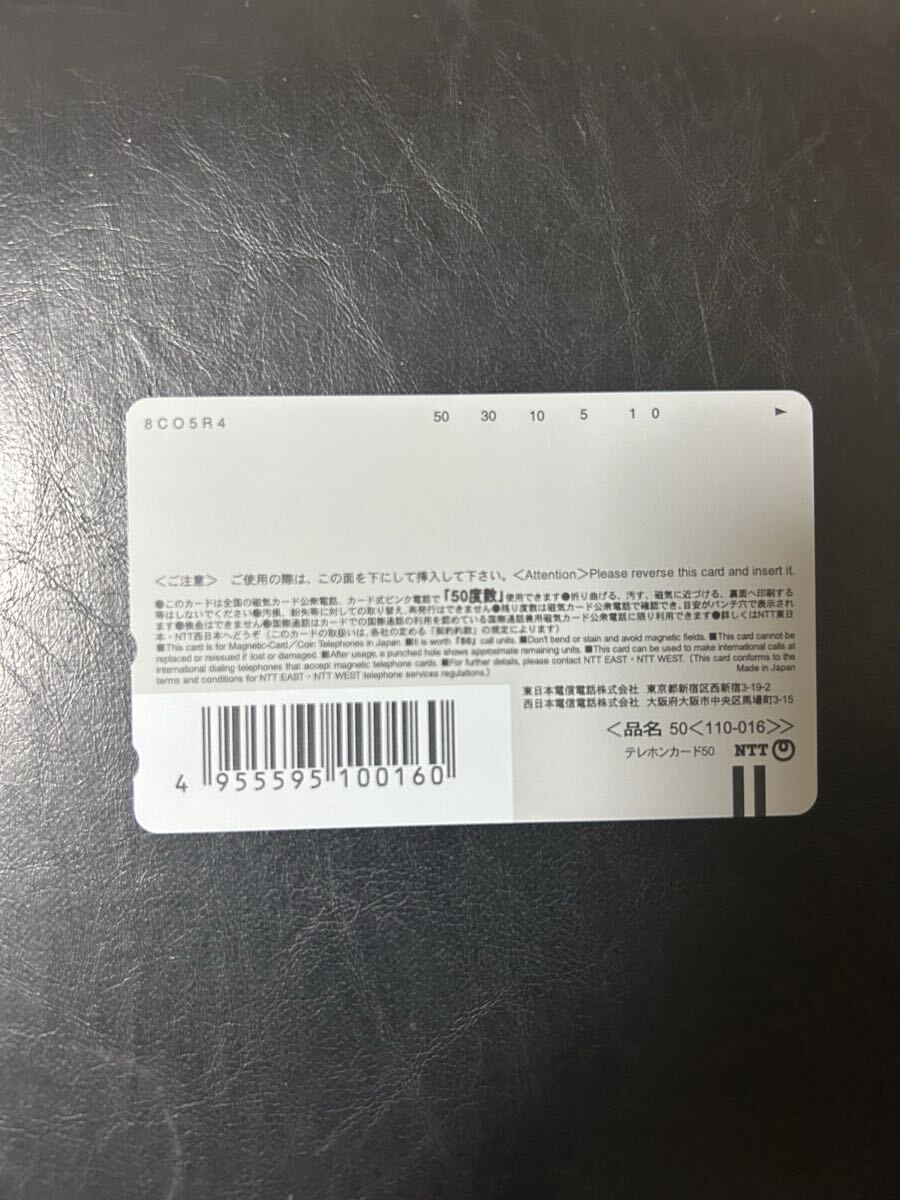 8CO5R4
50 30 10 5 1 0
<ご注意> ご使用の際は、この面を下にして挿入して下さい。<Attention>Please reverse this card and insert it.
●このカードは全国の磁気カード公衆電話、カード式ピンク電話で「50度数」使用できます●折り曲げる、汚す、磁気に近づける、裏面へ印刷する
等はしないでください●汚損、紛失等に対しての取り替え、再発行はできません●残り度数は磁気カード公衆電話で確認でき、目安がパンチ穴で表示され
ます●換金はできません●国際通話はカードでの国際通話の利用を認めている国際通話兼用磁気カード公衆電話に限り利用できます●詳しくはNTT東日
本・NTT西日本へどうぞ（このカードの取扱いは、各社の定める「契約約款」の規定によります）
■This card is for Magnetic-Card/Coin Telephones in Japan. ■It is worth「50」call units. ■Don't bend or stain and avoid magnetic fields. ■This card cannot be
replaced or reissued if lost or damaged. ■After usage, a punched hole shows approximate remaining units. ■This card can be used to make international calls at
international dialing telephones that accept magnetic telephone cards. ■For further details, please contact NTT EAST・NTT WEST. (This card conforms to the
terms and conditions for NTT EAST・NTT WEST telephone services regulations.)
Made in Japan
東日本電信電話株式会社 東京都新宿区西新宿3-19-2
西日本電信電話株式会社 大阪府大阪市中央区馬場町3-15
<品名 50<110-016>>
テレホンカード50 NTT
4 955595 100160